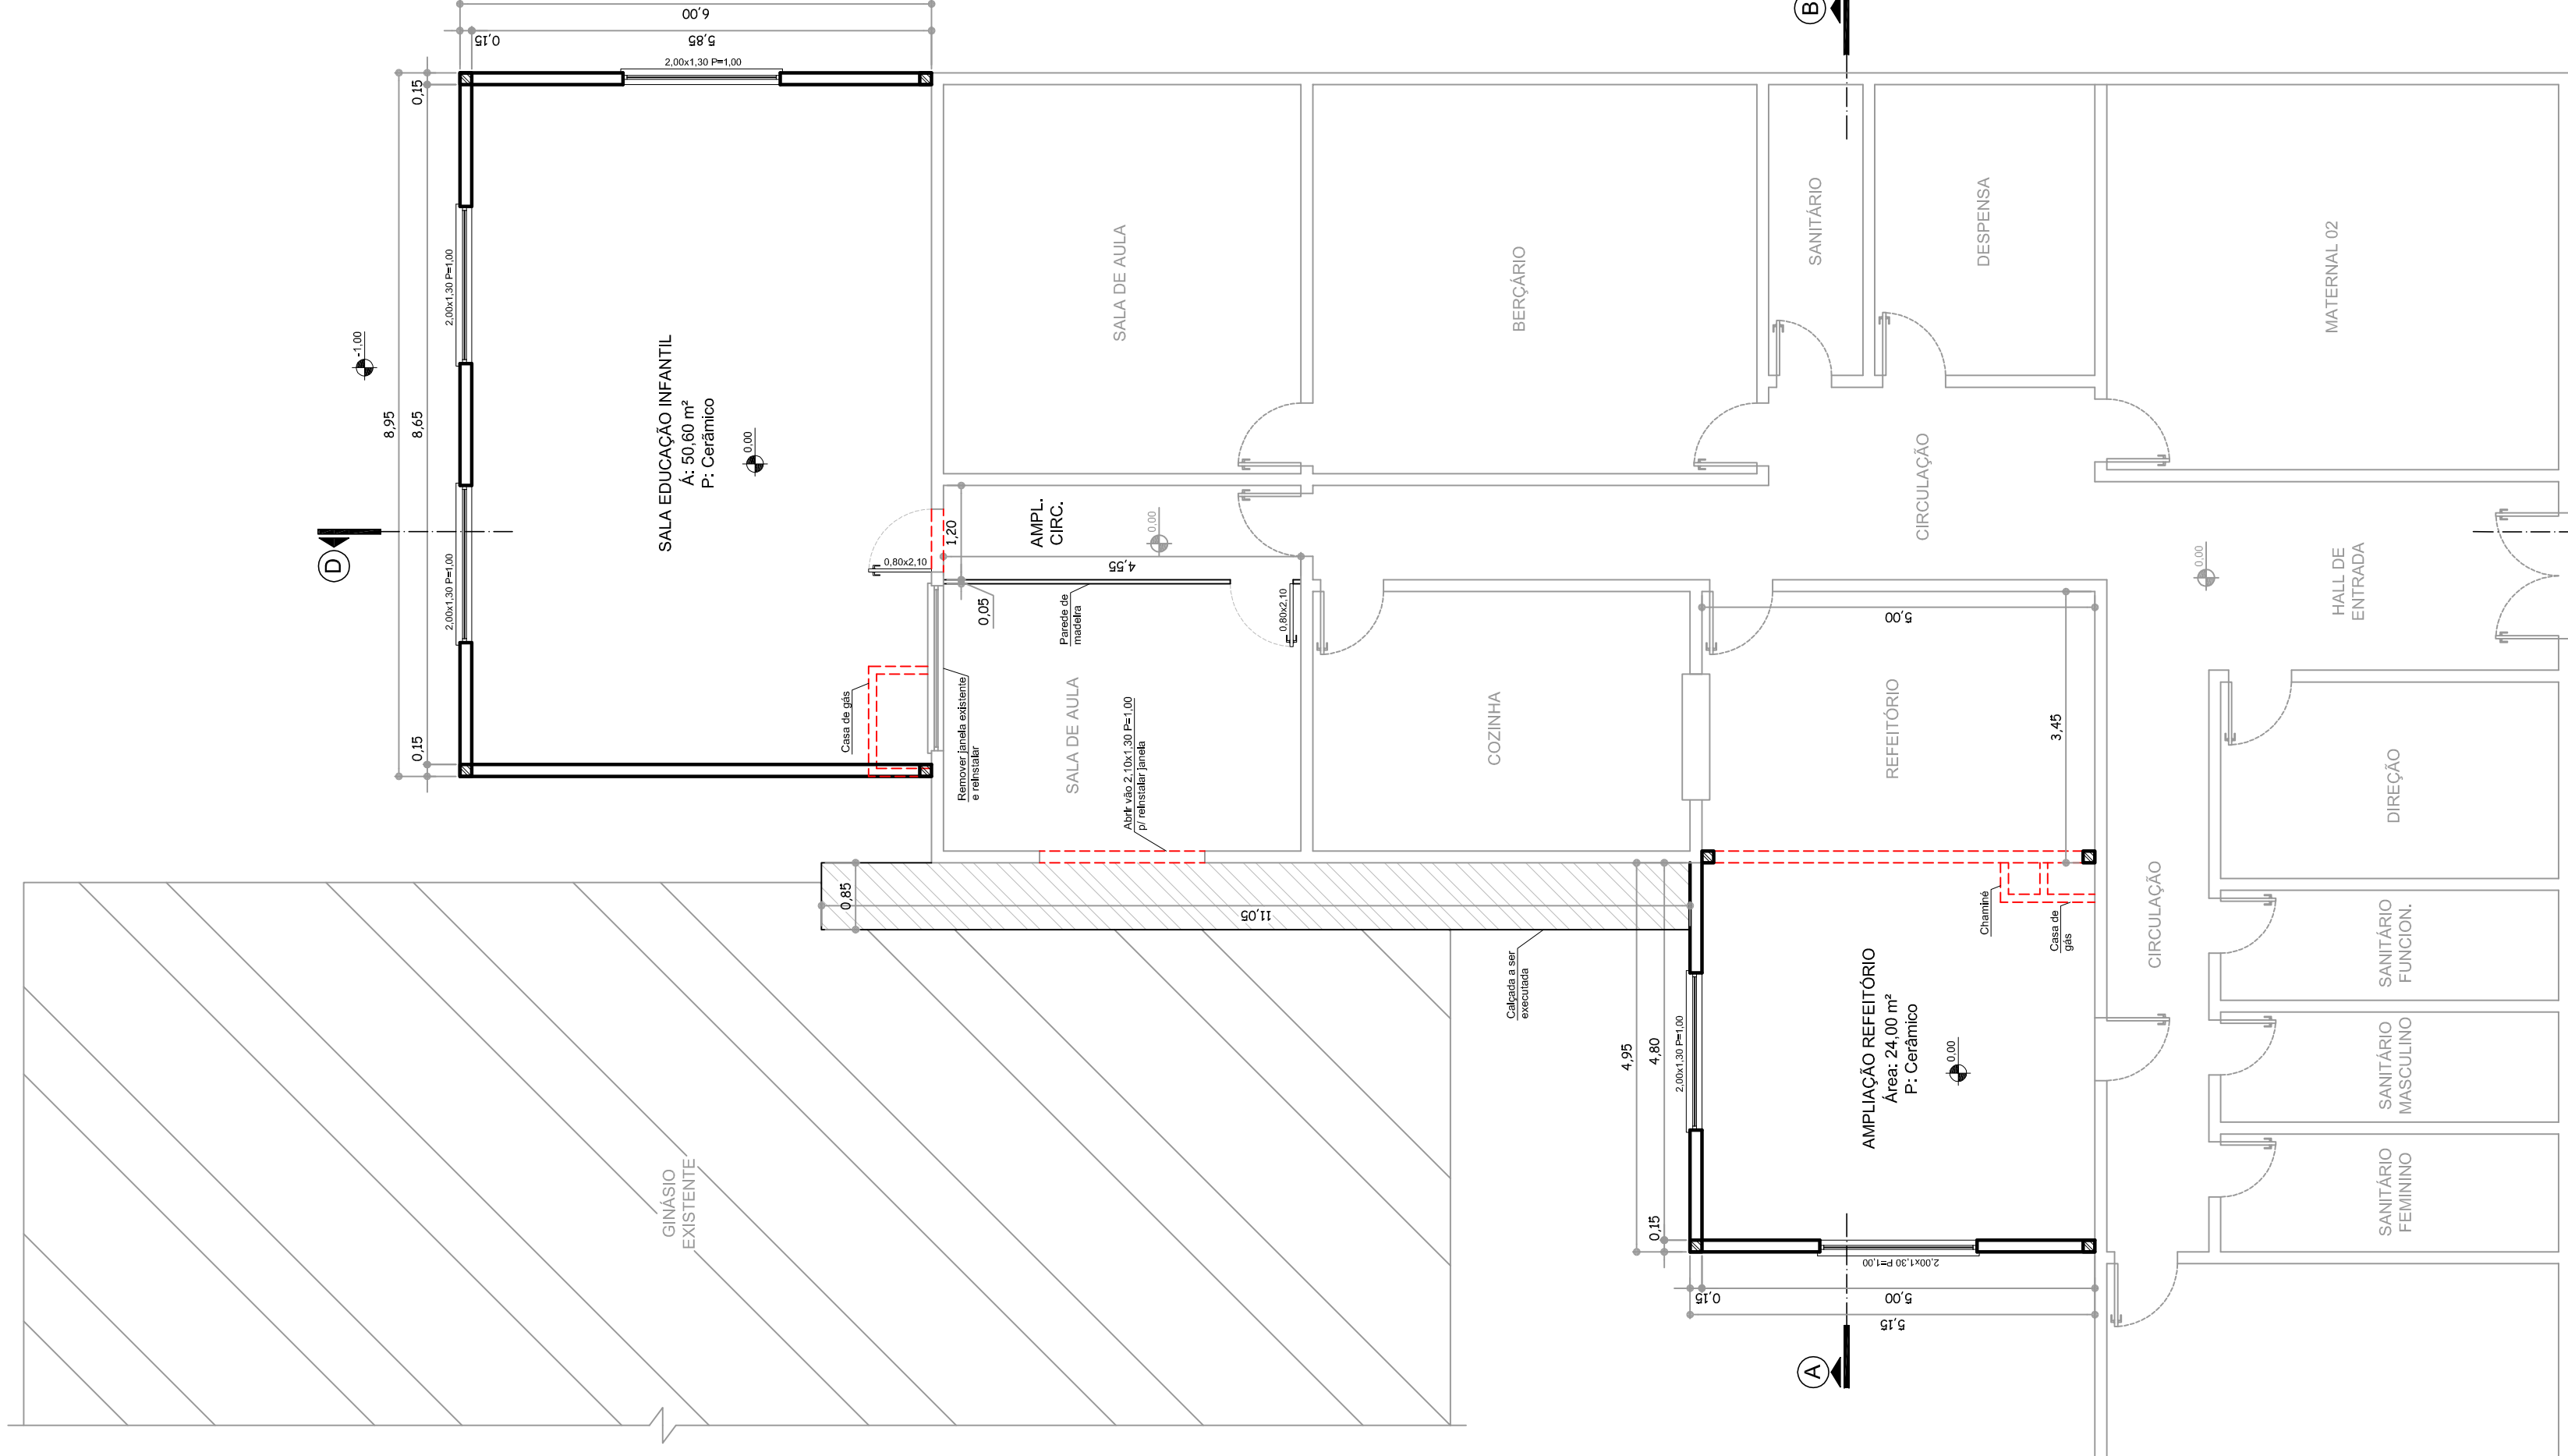 6,00
0,15
5,85
2,00x1,30 P=1,00
B
0,15
8,95
8,65
0,15
-1,00
2,00x1,30 P=1,00
2,00x1,30 P=1,00
D
SALA EDUCAÇÃO INFANTIL
Á: 50,60 m²
P: Cerâmico
0,00
0,80x2,10
Casa de gás
SALA DE AULA
BERÇÁRIO
SANITÁRIO
DESPENSA
MATERNAL 02
1,20
AMPL.
CIRC.
0,00
4,55
0,05
Parede de
madeira
0,80x2,10
CIRCULAÇÃO
0,00
HALL DE
ENTRADA
Remover janela existente
e reinstalar
SALA DE AULA
Abrir vão 2,10x1,30 P=1,00
p/ reinstalar janela
COZINHA
5,00
REFEITÓRIO
3,45
DIREÇÃO
0,85
11,05
Calçada a ser
executada
Chaminé
Casa de
gás
CIRCULAÇÃO
SANITÁRIO
FUNCION.
4,95
4,80
0,15
2,00x1,30 P=1,00
AMPLIAÇÃO REFEITÓRIO
Área: 24,00 m²
P: Cerâmico
0,00
SANITÁRIO
MASCULINO
SANITÁRIO
FEMININO
GINÁSIO
EXISTENTE
2,00x1,30 P=1,00
0,15
5,00
5,15
A